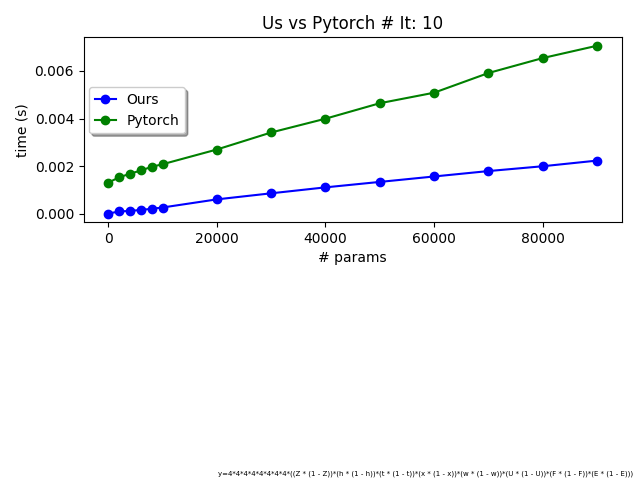 Us vs Pytorch # It: 10
time (s)
0.006
0.004
0.002
0.000
Ours
Pytorch
0 20000 40000 60000 80000
# params
y=4*4*4*4*4*4*4*4*((Z * (1 - Z))*(h * (1 - h))*(t * (1 - t))*(x * (1 - x))*(w * (1 - w))*(U * (1 - U))*(F * (1 - F))*(E * (1 - E)))